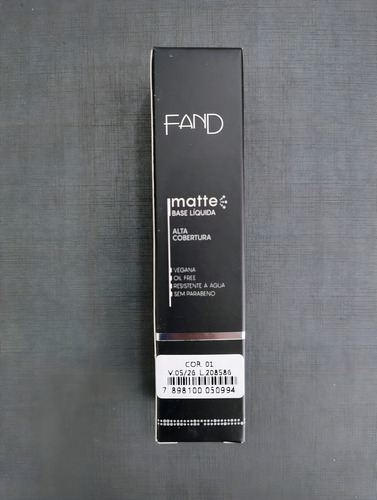 FAND
matte
BASE LÍQUIDA
ALTA
COBERTURA
VEGANA
OIL FREE
RESISTENTE À AGUA
SEM PARABENO
COR. 01
V.05/26 L.208586
7 898100 050994